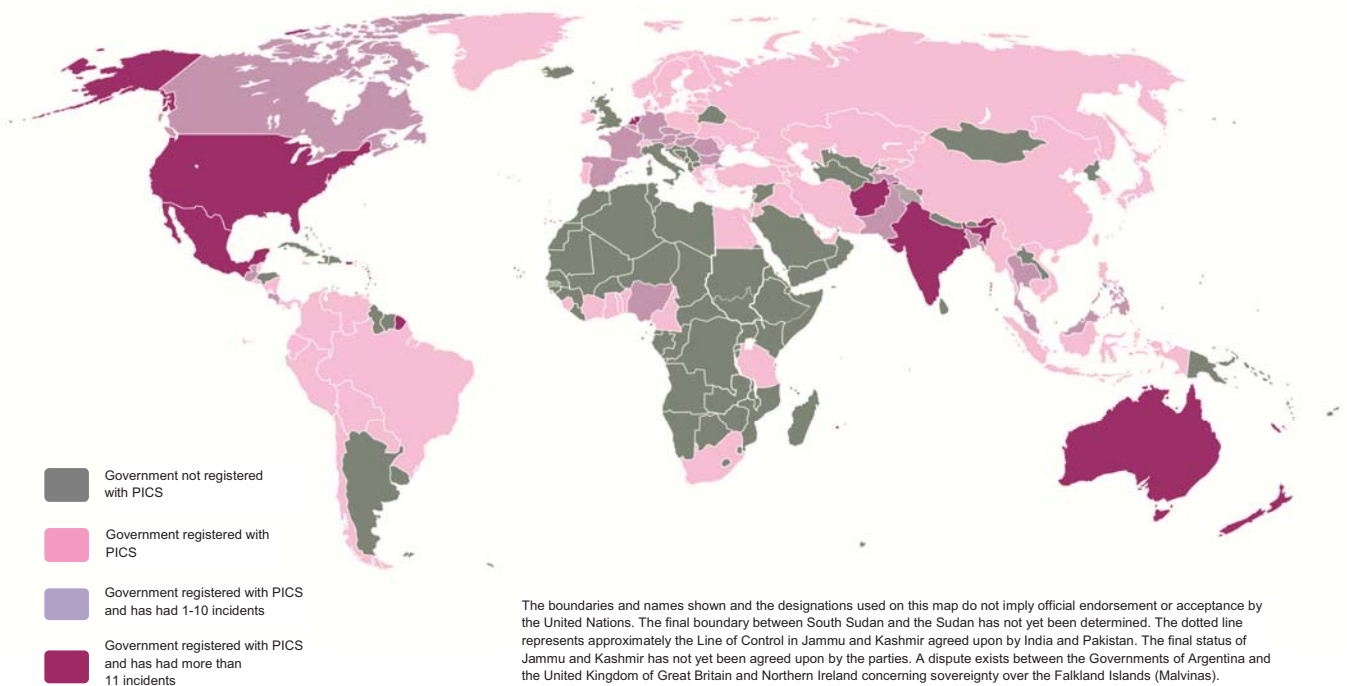 Government not registered
with PICS
Government registered with
PICS
Government registered with PICS
and has had 1-10 incidents
Government registered with PICS
and has had more than
11 incidents
The boundaries and names shown and the designations used on this map do not imply official endorsement or acceptance by
the United Nations. The final boundary between South Sudan and the Sudan has not yet been determined. The dotted line
represents approximately the Line of Control in Jammu and Kashmir agreed upon by India and Pakistan. The final status of
Jammu and Kashmir has not yet been agreed upon by the parties. A dispute exists between the Governments of Argentina and
the United Kingdom of Great Britain and Northern Ireland concerning sovereignty over the Falkland Islands (Malvinas).